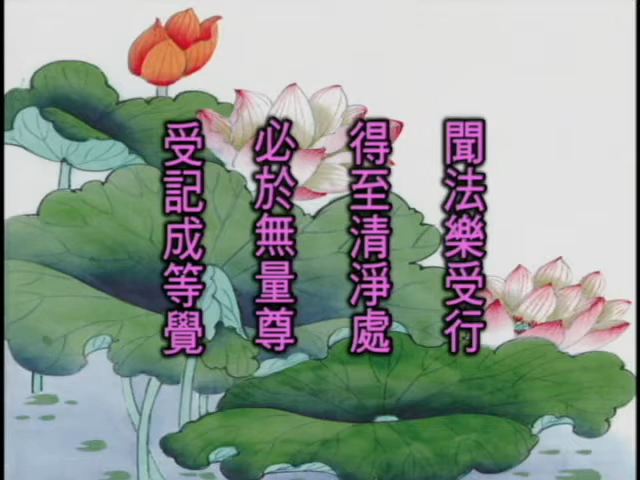 聞法樂受行
得至清淨處
必於無量尊
受記成等覺